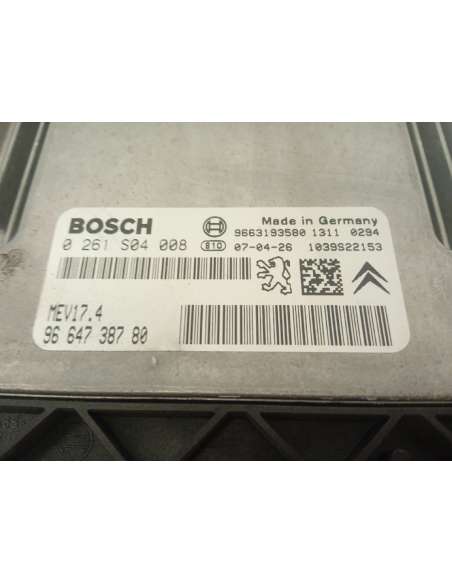 BOSCH
Made in Germany
9663193580 1311 0294
0 261 S04 008
BTD
07-04-26
1039S22153
MEV17.4
96 647 387 80